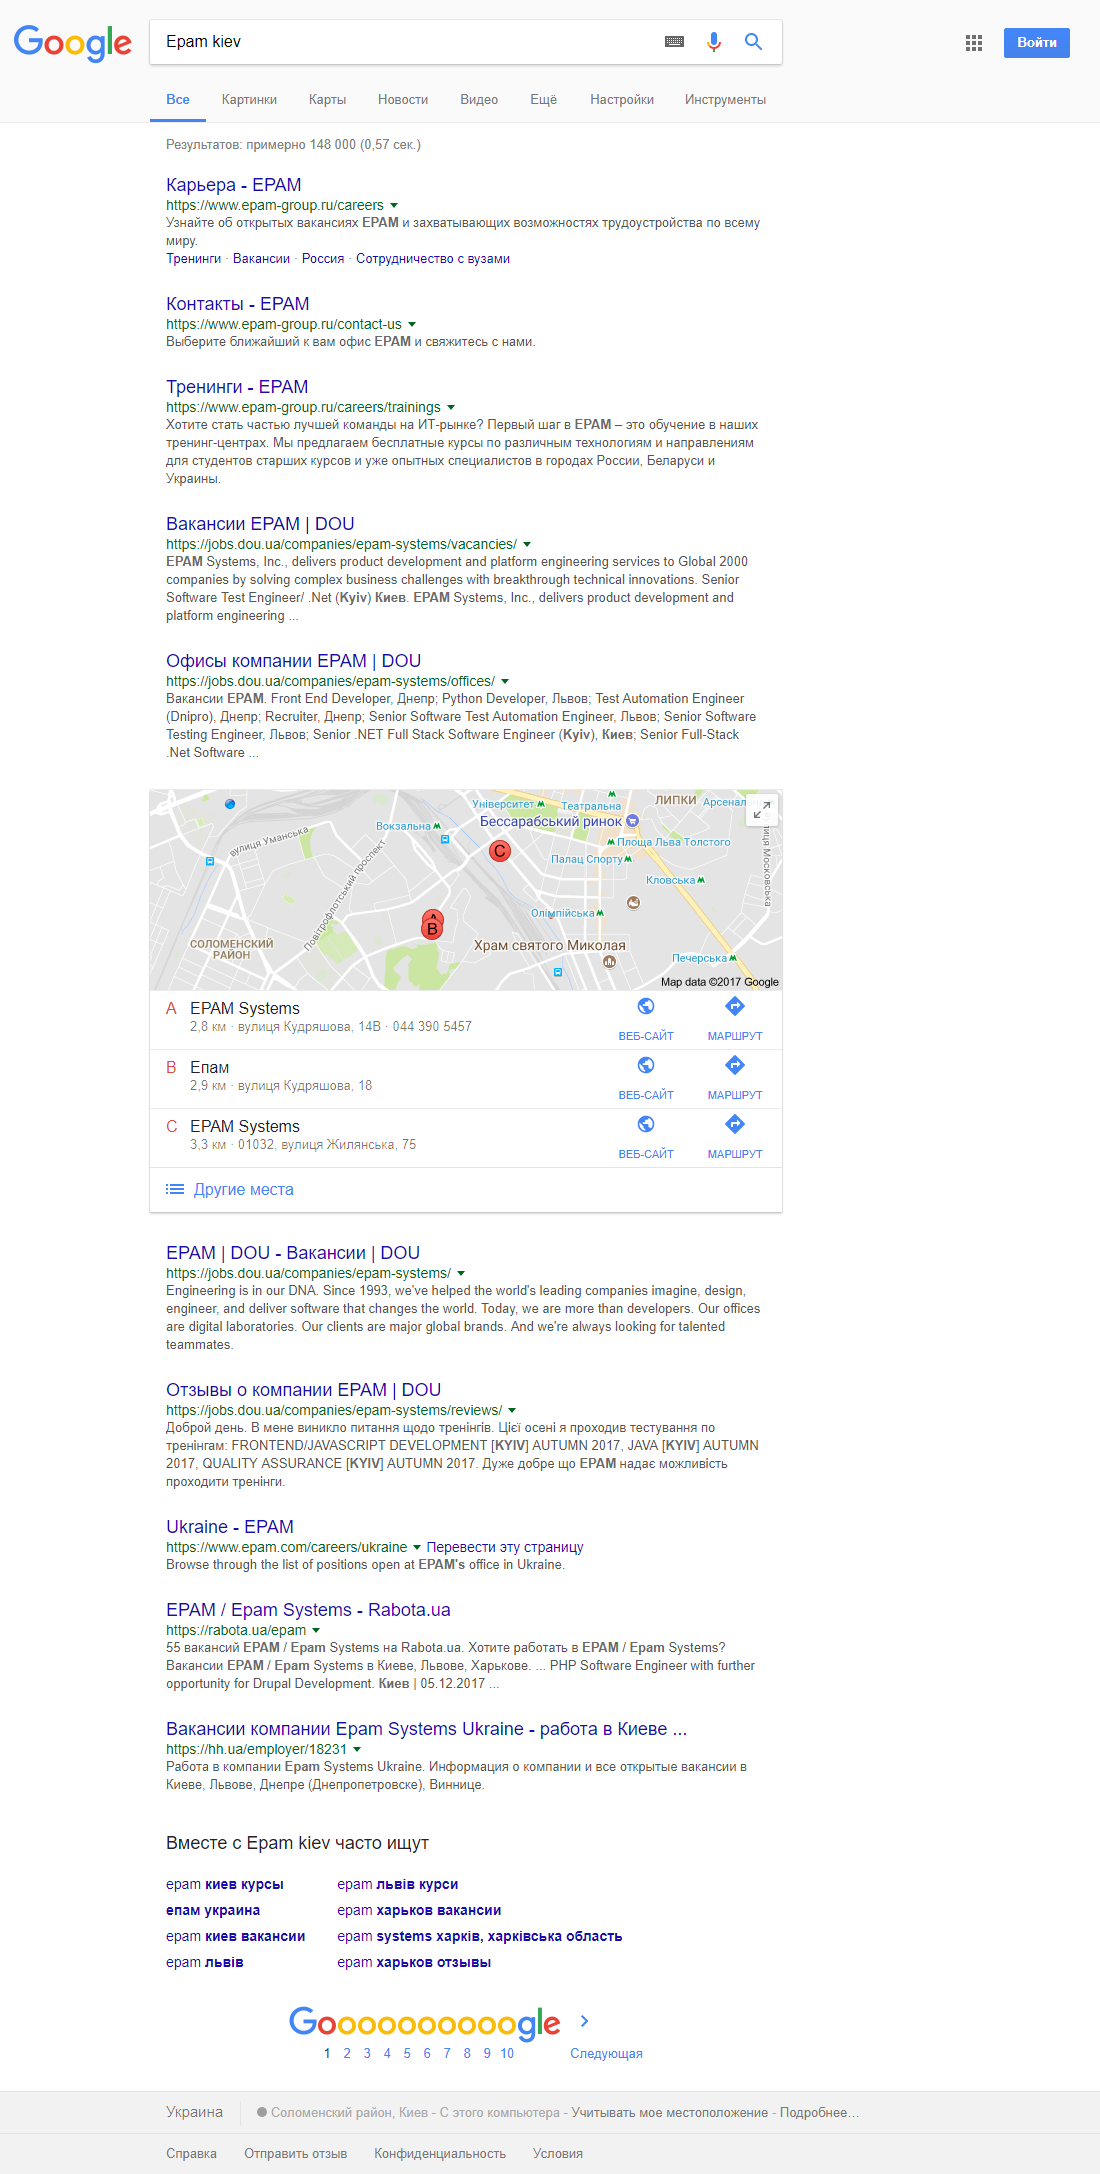 Google
Epam kiev
Войти
Все Картинки Карты Новости Видео Ещё Настройки Инструменты
Результатов: примерно 148 000 (0,57 сек.)
Карьера - EPAM
https://www.epam-group.ru/careers
Узнайте об открытых вакансиях EPAM и захватывающих возможностях трудоустройства по всему
миру.
Тренинги · Вакансии · Россия · Сотрудничество с вузами
Контакты - EPAM
https://www.epam-group.ru/contact-us
Выберите ближайший к вам офис EPAM и свяжитесь с нами.
Тренинги - EPAM
https://www.epam-group.ru/careers/trainings
Хотите стать частью лучшей команды на ИТ-рынке? Первый шаг в EPAM – это обучение в наших
тренинг-центрах. Мы предлагаем бесплатные курсы по различным технологиям и направлениям
для студентов старших курсов и уже опытных специалистов в городах России, Беларуси и
Украины.
Вакансии EPAM | DOU
https://jobs.dou.ua/companies/epam-systems/vacancies/
EPAM Systems, Inc., delivers product development and platform engineering services to Global 2000
companies by solving complex business challenges with breakthrough technical innovations. Senior
Software Test Engineer/ .Net (Kyiv) Киев. EPAM Systems, Inc., delivers product development and
platform engineering ...
Офисы компании EPAM | DOU
https://jobs.dou.ua/companies/epam-systems/offices/
Вакансии EPAM. Front End Developer, Днепр; Python Developer, Львов; Test Automation Engineer
(Dnipro), Днепр; Recruiter, Днепр; Senior Software Test Automation Engineer, Львов; Senior Software
Testing Engineer, Львов; Senior .NET Full Stack Software Engineer (Kyiv), Киев; Senior Full-Stack
.Net Software ...
Університет
Театральна
ЛИПКИ
Арсенальна
Вокзальна
Бессарабський ринок
вулиця Уманська
Площа Льва Толстого
C
Палац Спорту
вулиця Московська
Кловська
Повітрофлотський проспект
A
B
Олімпійська
СОЛОМЕНСКИЙ
РАЙОН
Храм святого Миколая
Печерська
Map data ©2017 Google
A EPAM Systems
2,8 км · вулиця Кудряшова, 14В · 044 390 5457
ВЕБ-САЙТ МАРШРУТ
B Епам
2,9 км · вулиця Кудряшова, 18
ВЕБ-САЙТ МАРШРУТ
C EPAM Systems
3,3 км · 01032, вулиця Жилянська, 75
ВЕБ-САЙТ МАРШРУТ
Другие места
EPAM | DOU - Вакансии | DOU
https://jobs.dou.ua/companies/epam-systems/
Engineering is in our DNA. Since 1993, we've helped the world's leading companies imagine, design,
engineer, and deliver software that changes the world. Today, we are more than developers. Our offices
are digital laboratories. Our clients are major global brands. And we're always looking for talented
teammates.
Отзывы о компании EPAM | DOU
https://jobs.dou.ua/companies/epam-systems/reviews/
Доброй день. В мене виникло питання щодо тренінгів. Цієї осені я проходив тестування по
тренінгам: FRONTEND/JAVASCRIPT DEVELOPMENT [KYIV] AUTUMN 2017, JAVA [KYIV] AUTUMN
2017, QUALITY ASSURANCE [KYIV] AUTUMN 2017. Дуже добре що EPAM надає можливість
проходити тренінги.
Ukraine - EPAM
https://www.epam.com/careers/ukraine Перевести эту страницу
Browse through the list of positions open at EPAM's office in Ukraine.
EPAM / Epam Systems - Rabota.ua
https://rabota.ua/epam
55 вакансий EPAM / Epam Systems на Rabota.ua. Хотите работать в EPAM / Epam Systems?
Вакансии EPAM / Epam Systems в Киеве, Львове, Харькове. ... PHP Software Engineer with further
opportunity for Drupal Development. Киев | 05.12.2017 ...
Вакансии компании Epam Systems Ukraine - работа в Киеве ...
https://hh.ua/employer/18231
Работа в компании Epam Systems Ukraine. Информация о компании и все открытые вакансии в
Киеве, Львове, Днепре (Днепропетровске), Виннице.
Вместе с Epam kiev часто ищут
epam киев курсы epam львів курси
епам украина epam харьков вакансии
epam киев вакансии epam systems харків, харківська область
epam львів epam харьков отзывы
Goooooooooogle
1 2 3 4 5 6 7 8 9 10 Следующая
Украина Соломенский район, Киев - С этого компьютера - Учитывать мое местоположение - Подробнее…
Справка Отправить отзыв Конфиденциальность Условия